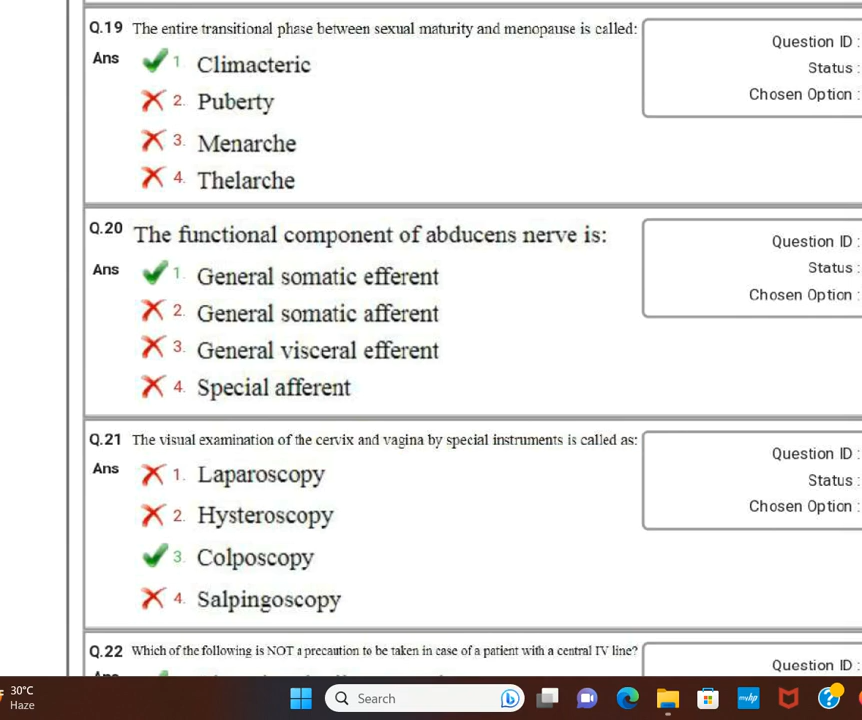 Q.19 The entire transitional phase between sexual maturity and menopause is called:
Question ID :
Ans 1. Climacteric
Status :
2. Puberty
Chosen Option :
3. Menarche
4. Thelarche
Q.20 The functional component of abducens nerve is:
Question ID :
Ans 1. General somatic efferent
Status :
2. General somatic afferent
Chosen Option :
3. General visceral efferent
4. Special afferent
Q.21 The visual examination of the cervix and vagina by special instruments is called as:
Question ID :
Ans 1. Laparoscopy
Status :
2. Hysteroscopy
Chosen Option :
3. Colposcopy
4. Salpingoscopy
Q.22 Which of the following is NOT a precaution to be taken in case of a patient with a central IV line?
Question ID :
Ans
30°C
Haze
Search
myhp